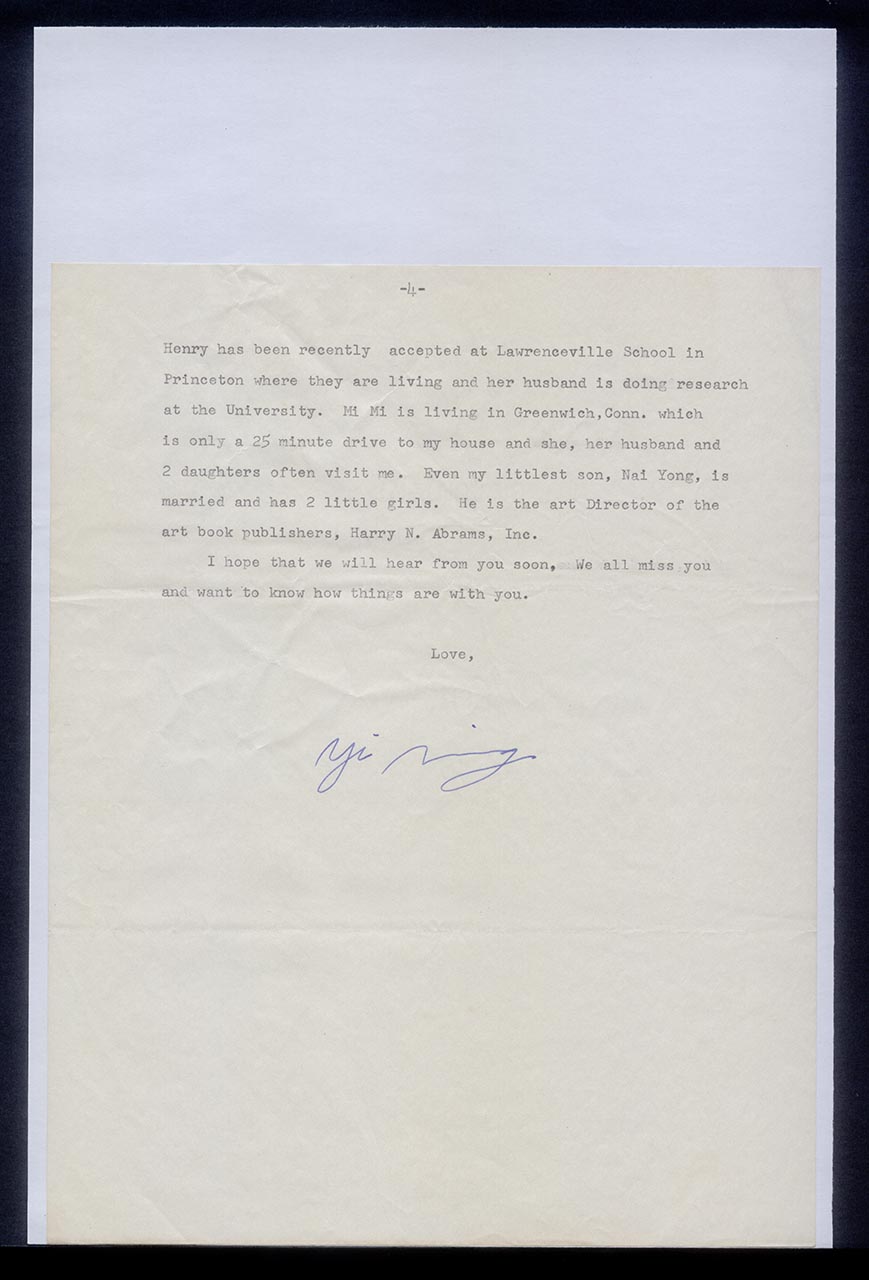 -4-
Henry has been recently accepted at Lawrenceville School in
Princeton where they are living and her husband is doing research
at the University. Mi Mi is living in Greenwich,Conn. which
is only a 25 minute drive to my house and she, her husband and
2 daughters often visit me. Even my littlest son, Nai Yong, is
married and has 2 little girls. He is the art Director of the
art book publishers, Harry N. Abrams, Inc.
I hope that we will hear from you soon, We all miss you
and want to know how things are with you.
Love,
Yi